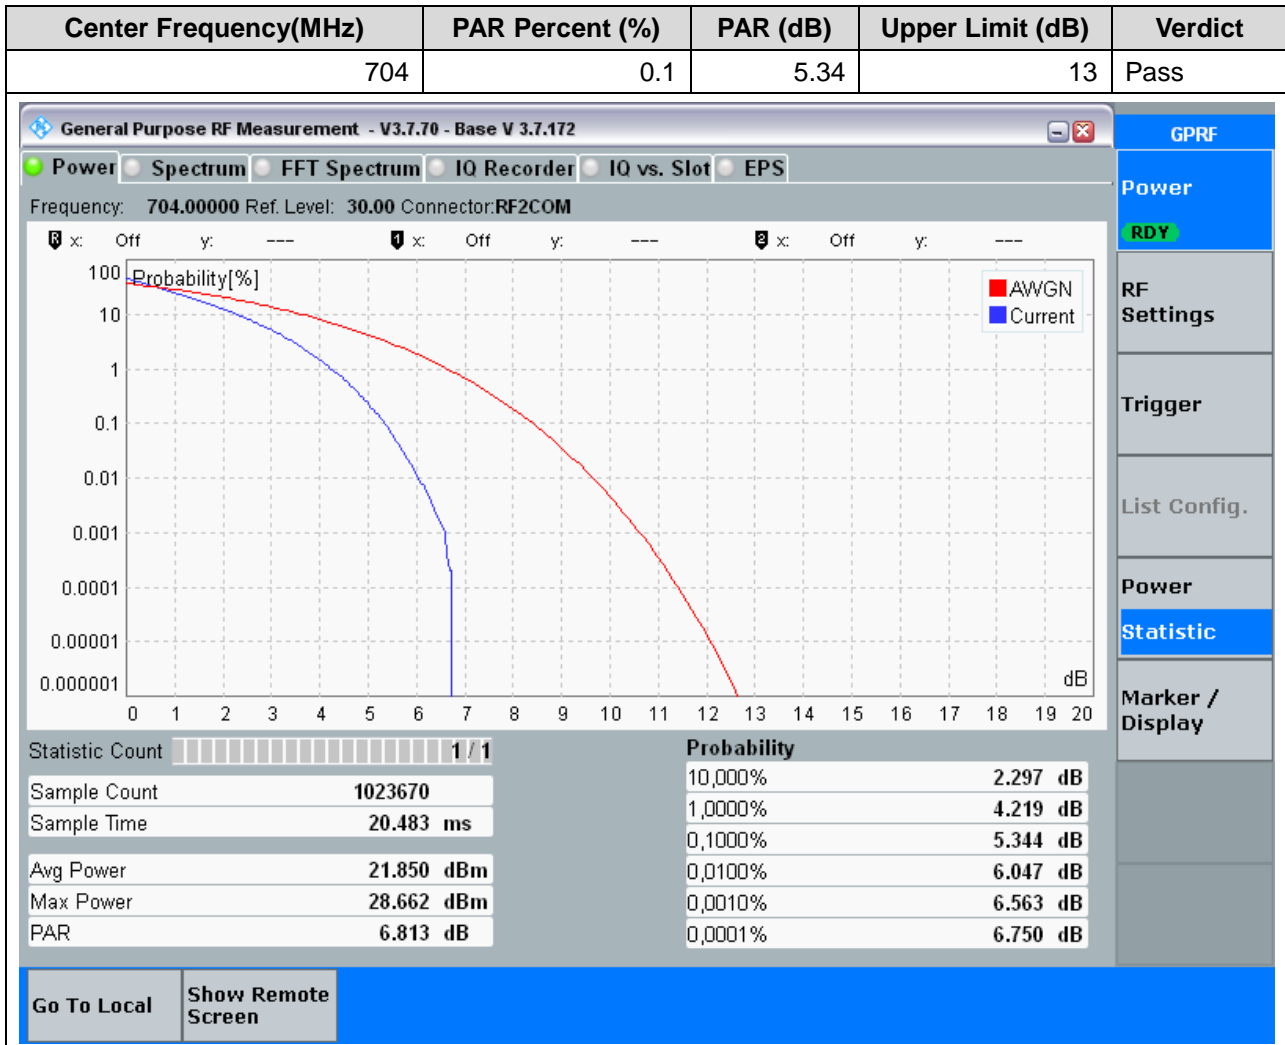 Center Frequency(MHz) PAR Percent (%) PAR (dB) Upper Limit (dB) Verdict
704 0.1 5.34 13 Pass
General Purpose RF Measurement - V3.7.70 - Base V 3.7.172
GPRF
Power Spectrum FFT Spectrum IQ Recorder IQ vs. Slot EPS
Frequency: 704.00000 Ref. Level: 30.00 Connector:RF2COM
R x: Off y: --- 1 x: Off y: --- 2 x: Off y: ---
Probability[%]
AWGN
Current
100
10
1
0.1
0.01
0.001
0.0001
0.00001
0.000001
dB
0 1 2 3 4 5 6 7 8 9 10 11 12 13 14 15 16 17 18 19 20
Statistic Count 1 / 1
Sample Count 1023670
Sample Time 20.483 ms
Avg Power 21.850 dBm
Max Power 28.662 dBm
PAR 6.813 dB
Probability
10,000% 2.297 dB
1,0000% 4.219 dB
0,1000% 5.344 dB
0,0100% 6.047 dB
0,0010% 6.563 dB
0,0001% 6.750 dB
Power
RDY
RF
Settings
Trigger
List Config.
Power
Statistic
Marker /
Display
Go To Local
Show Remote
Screen